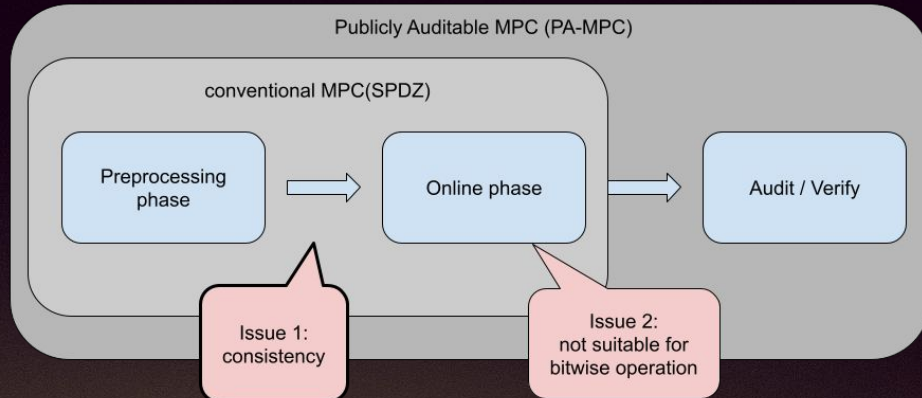 Publicly Auditable MPC (PA-MPC)
conventional MPC(SPDZ)
Preprocessing
phase
Online phase
Audit / Verify
Issue 1:
consistency
Issue 2:
not suitable for
bitwise operation